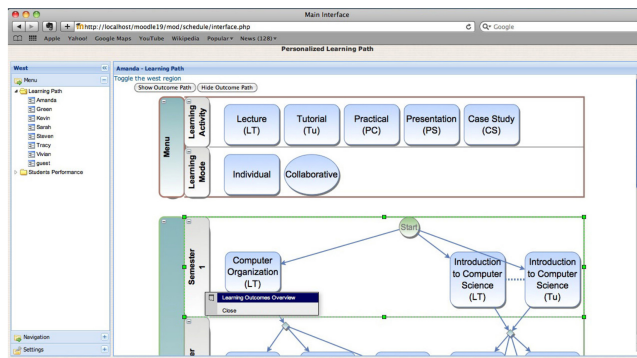 Main Interface
http://localhost/moodle19/mod/schedule/interface.php
Google
Apple Yahoo! Google Maps YouTube Wikipedia Popular News (128)
Personalized Learning Path
West
Amanda - Learning Path
Menu
Toggle the west region
Show Outcome Path Hide Outcome Path
Learning Path
Amanda
Green
Kevin
Sarah
Steven
Tracy
Vivian
guest
Students Performance
Menu
Learning
Activity
Lecture
(LT)
Tutorial
(Tu)
Practical
(PC)
Presentation
(PS)
Case Study
(CS)
Learning
Mode
Individual
Collaborative
Start
Semester
1
Computer
Organization
(LT)
Introduction
to Computer
Science
(LT)
Introduction
to Computer
Science
(Tu)
Learning Outcomes Overview
Close
er
Navigation
Settings